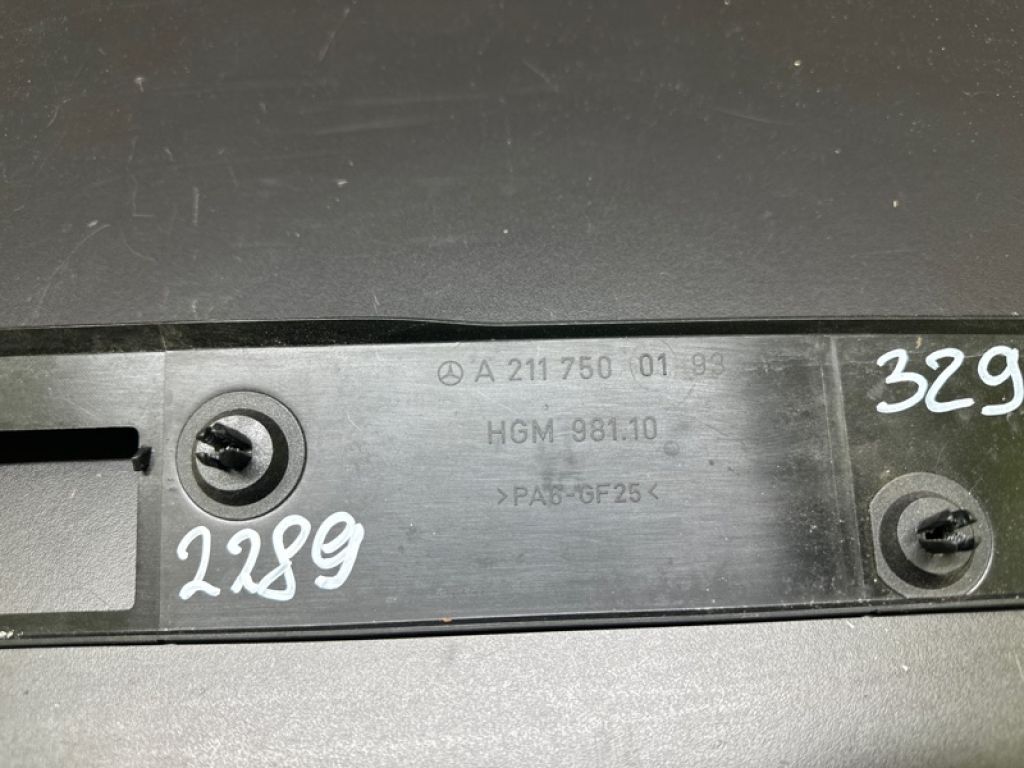 A 211 750 01 93
329
HGM 981.10
>PA6-GF25<
2289